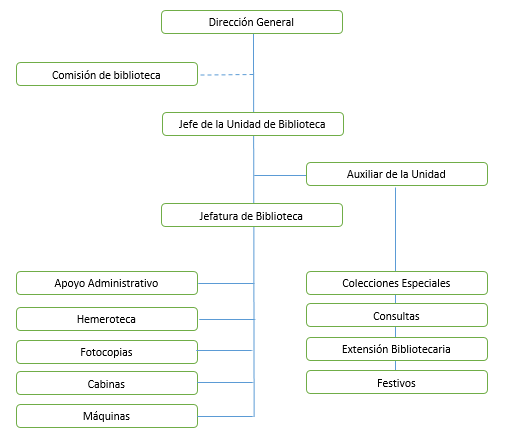 Dirección General
Comisión de biblioteca
Jefe de la Unidad de Biblioteca
Auxiliar de la Unidad
Jefatura de Biblioteca
Apoyo Administrativo
Colecciones Especiales
Hemeroteca
Consultas
Fotocopias
Extensión Bibliotecaria
Cabinas
Festivos
Máquinas